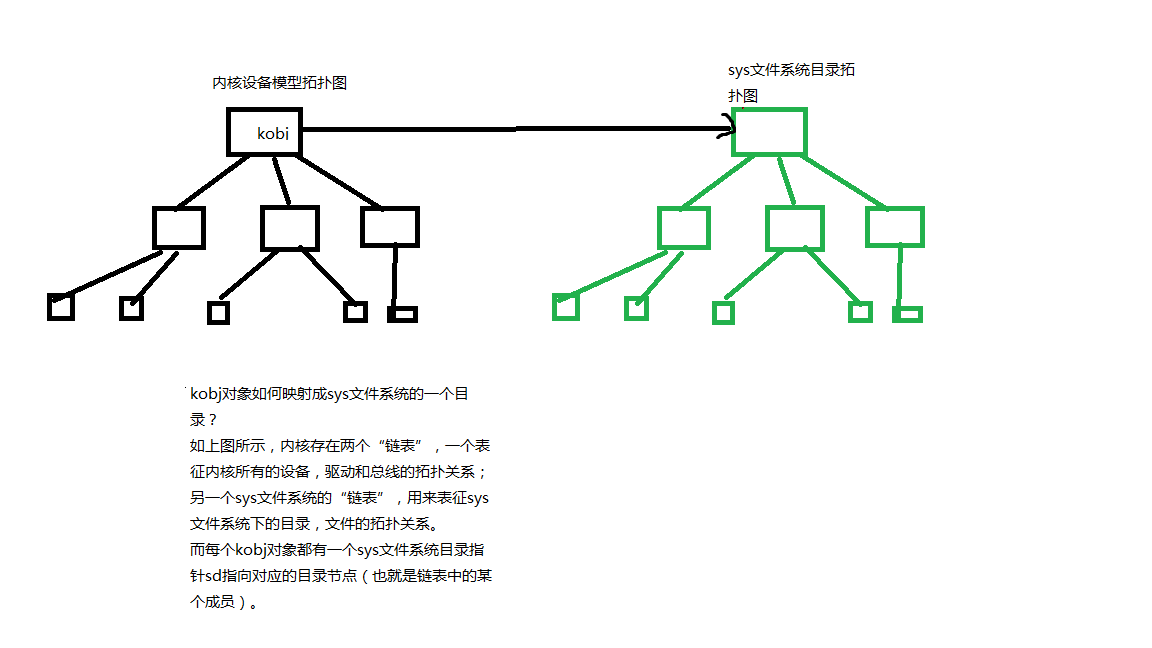 内核设备模型拓扑图
sys文件系统目录拓
扑图
kobj
kobj对象如何映射成sys文件系统的一个目
录？
如上图所示，内核存在两个“链表”，一个表
征内核所有的设备，驱动和总线的拓扑关系；
另一个sys文件系统的“链表”，用来表征sys
文件系统下的目录，文件的拓扑关系。
而每个kobj对象都有一个sys文件系统目录指
针sd指向对应的目录节点（也就是链表中的某
个成员）。